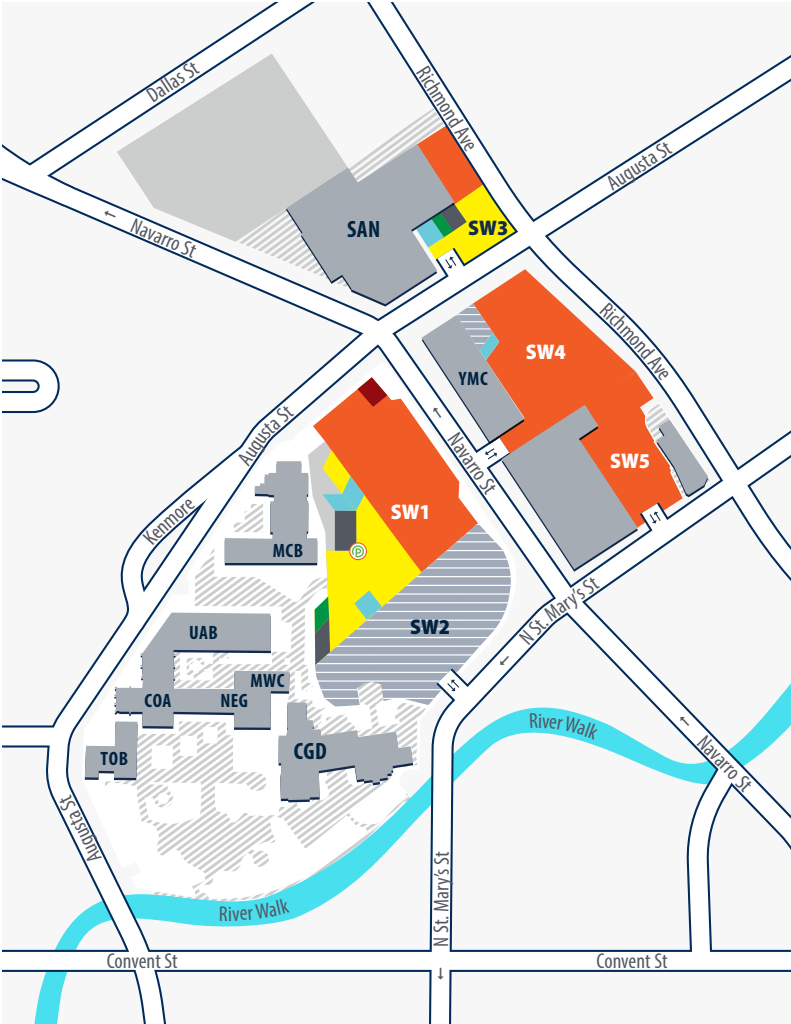 Dallas St
Richmond Ave
Augusta St
Navarro St
SAN
SW3
Richmond Ave
SW4
YMC
Augusta St
Navarro St
SW5
SW1
Kenmore
MCB
P
N St. Mary's St
UAB
SW2
MWC
COA
NEG
River Walk
CGD
TOB
Navarro St
Augusta St
N St. Mary's St
River Walk
Convent St
Convent St